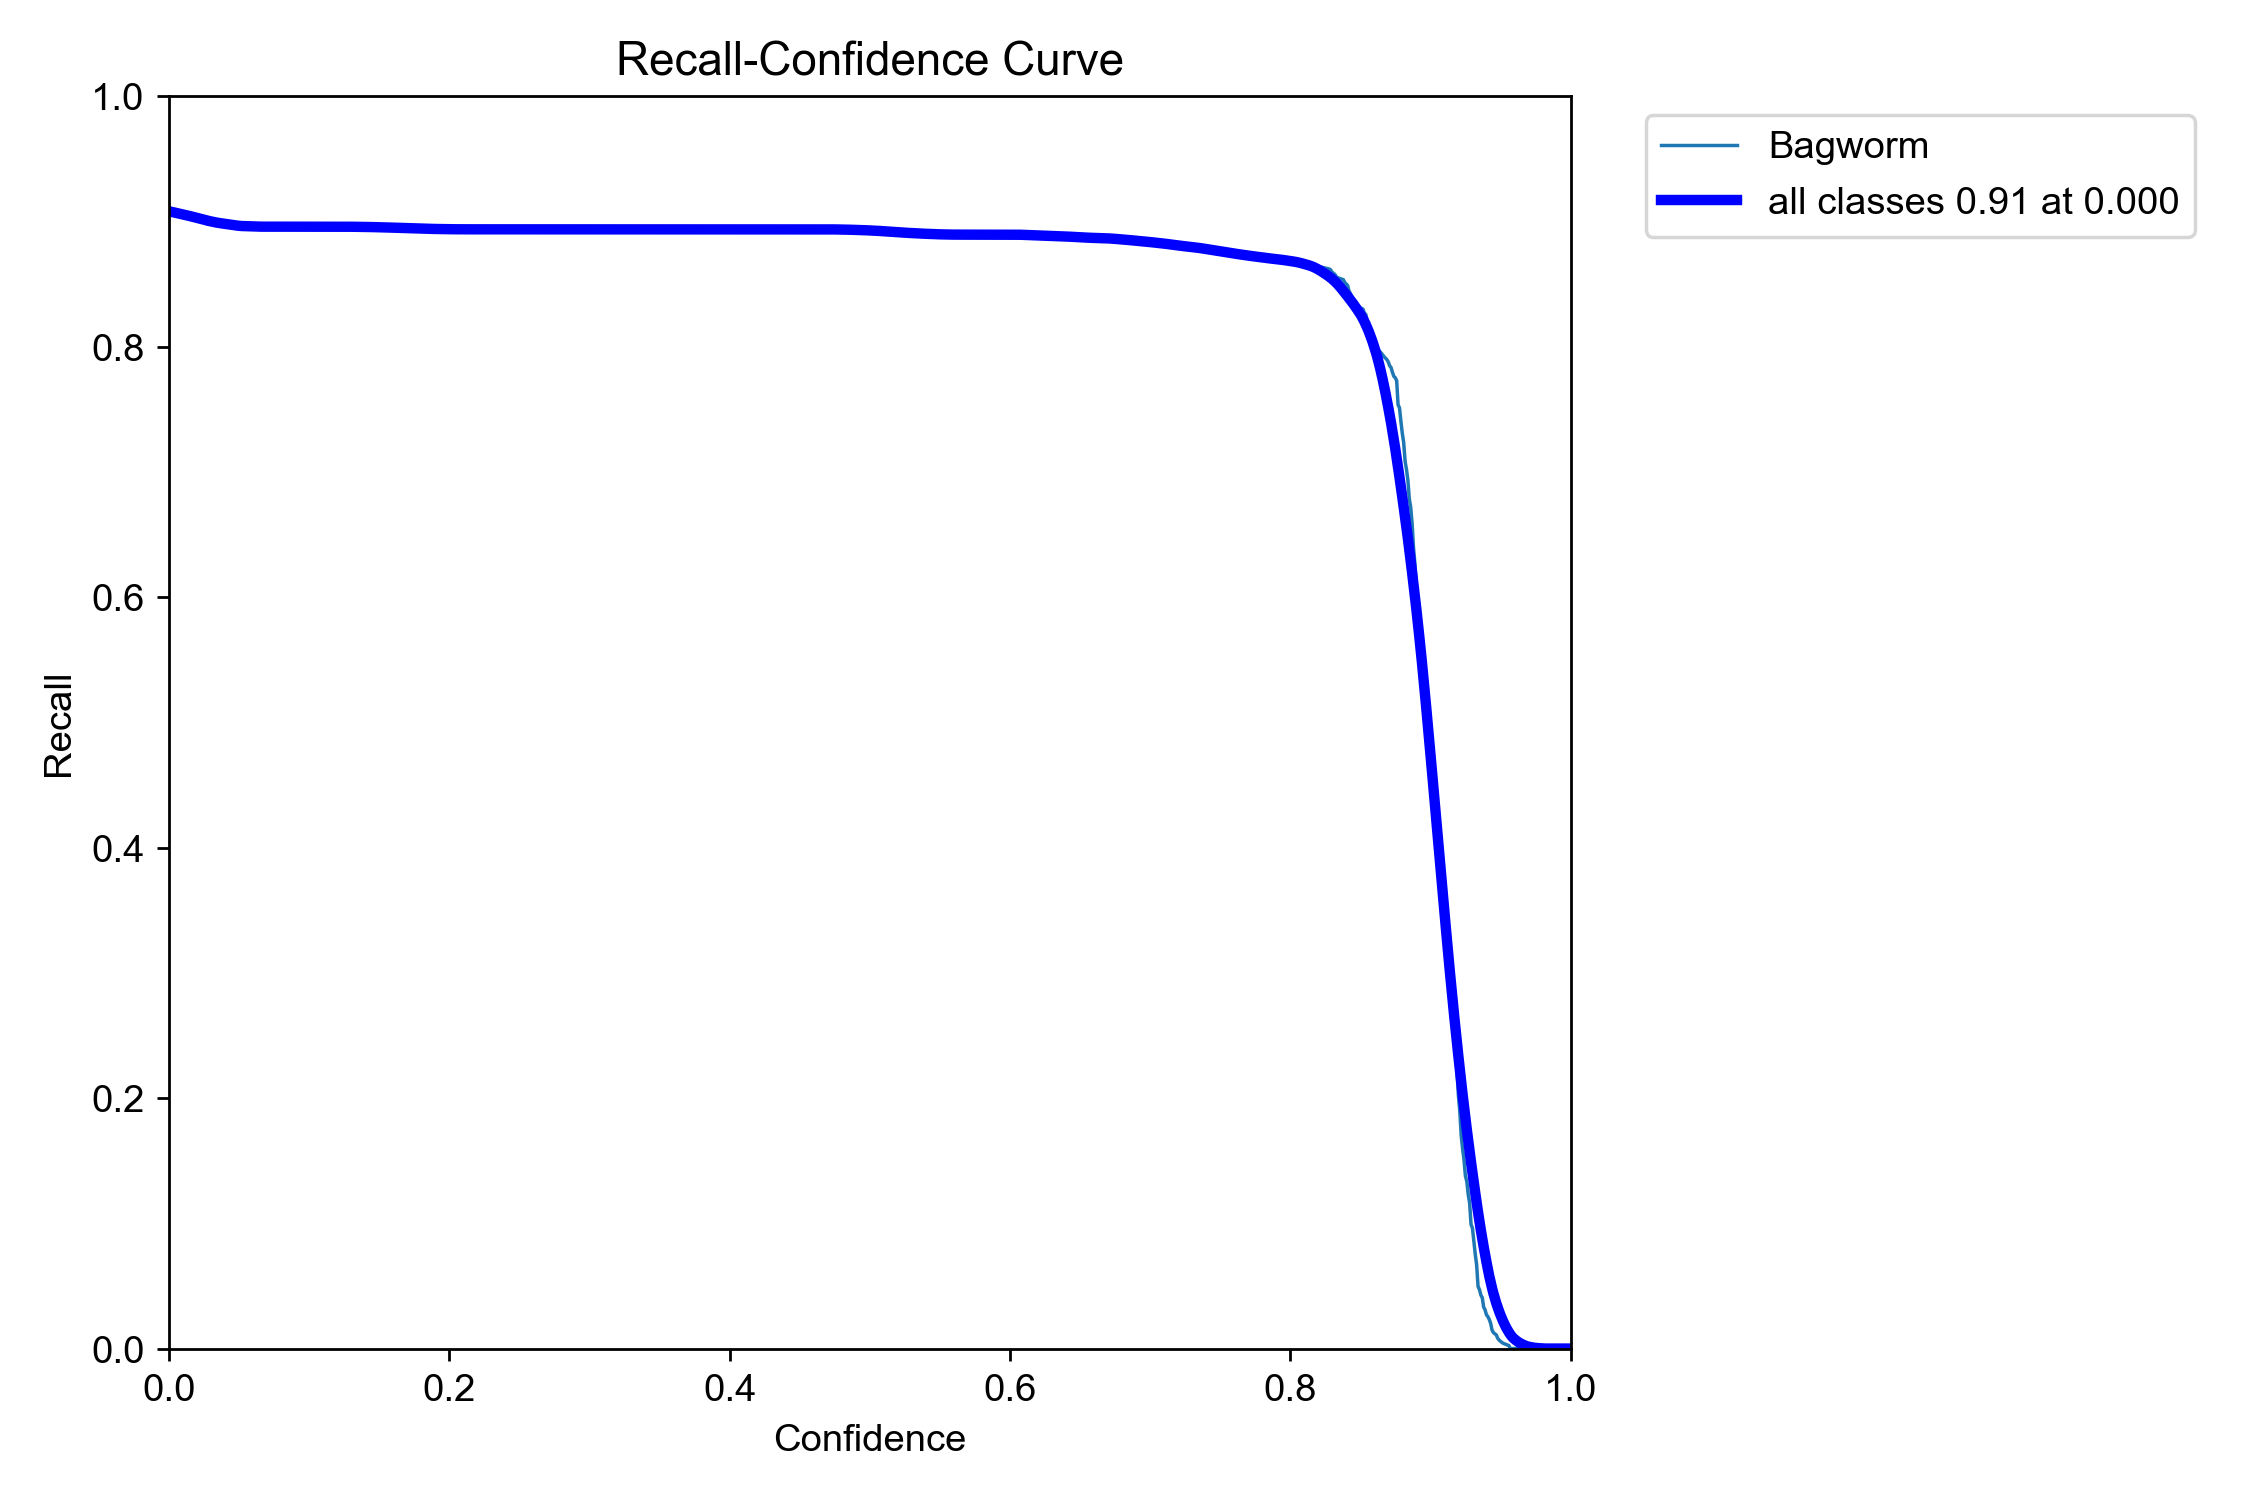 Recall-Confidence Curve
Bagworm
all classes 0.91 at 0.000
Recall
1.0
0.8
0.6
0.4
0.2
0.0
0.0 0.2 0.4 0.6 0.8 1.0
Confidence